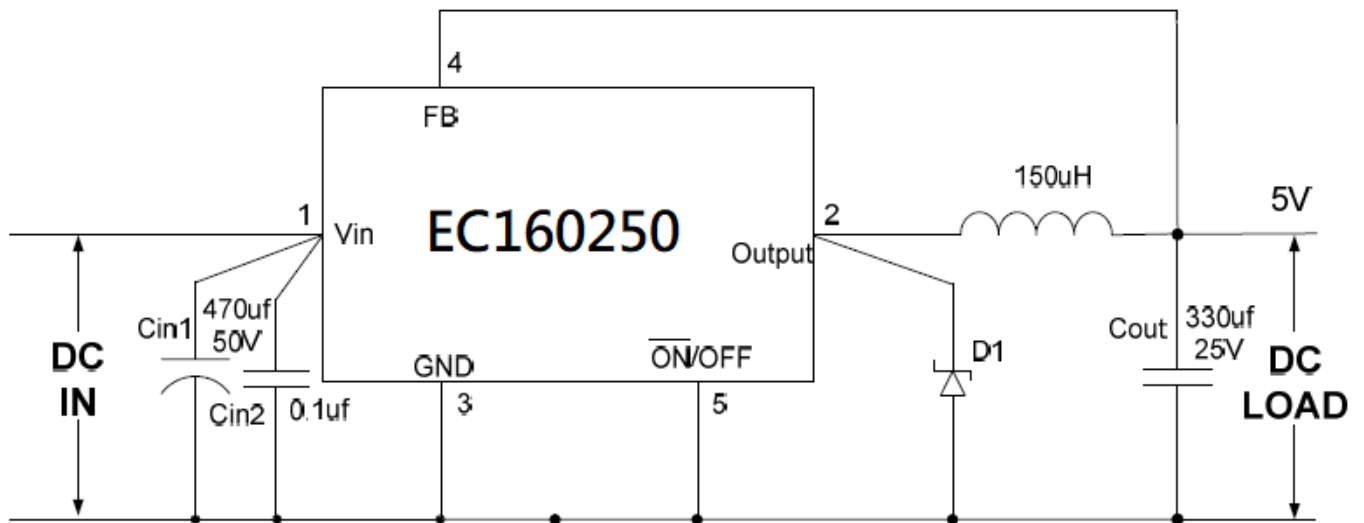 4
FB
150uH
5V
1
Vin
EC160250
2
Output
470uf
50V
Cin1
DC
IN
Cin2
0.1uf
GND
3
ON/OFF
5
D1
Cout
330uf
25V
DC
LOAD